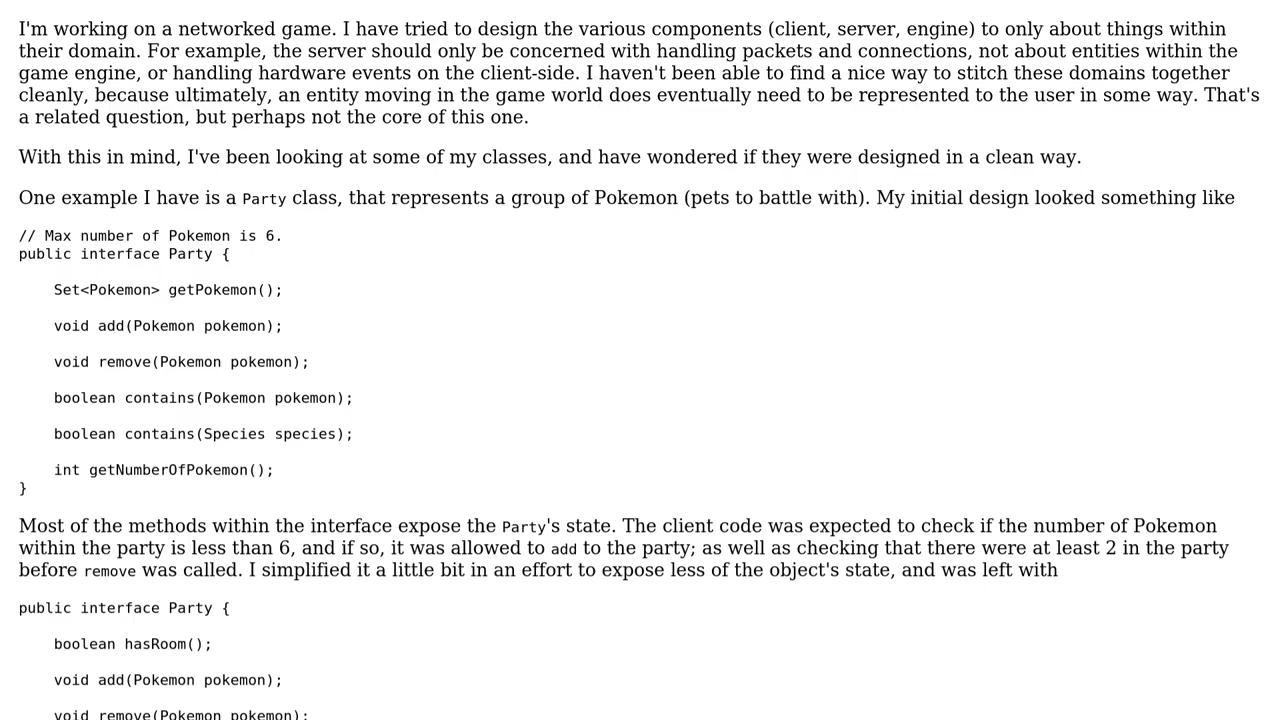 I'm working on a networked game. I have tried to design the various components (client, server, engine) to only about things within
their domain. For example, the server should only be concerned with handling packets and connections, not about entities within the
game engine, or handling hardware events on the client-side. I haven't been able to find a nice way to stitch these domains together
cleanly, because ultimately, an entity moving in the game world does eventually need to be represented to the user in some way. That's
a related question, but perhaps not the core of this one.
With this in mind, I've been looking at some of my classes, and have wondered if they were designed in a clean way.
One example I have is a Party class, that represents a group of Pokemon (pets to battle with). My initial design looked something like
// Max number of Pokemon is 6.
public interface Party {
    Set<Pokemon> getPokemon();
    void add(Pokemon pokemon);
    void remove(Pokemon pokemon);
    boolean contains(Pokemon pokemon);
    boolean contains(Species species);
    int getNumberOfPokemon();
}
Most of the methods within the interface expose the Party's state. The client code was expected to check if the number of Pokemon
within the party is less than 6, and if so, it was allowed to add to the party; as well as checking that there were at least 2 in the party
before remove was called. I simplified it a little bit in an effort to expose less of the object's state, and was left with
public interface Party {
    boolean hasRoom();
    void add(Pokemon pokemon);
    void remove(Pokemon pokemon);